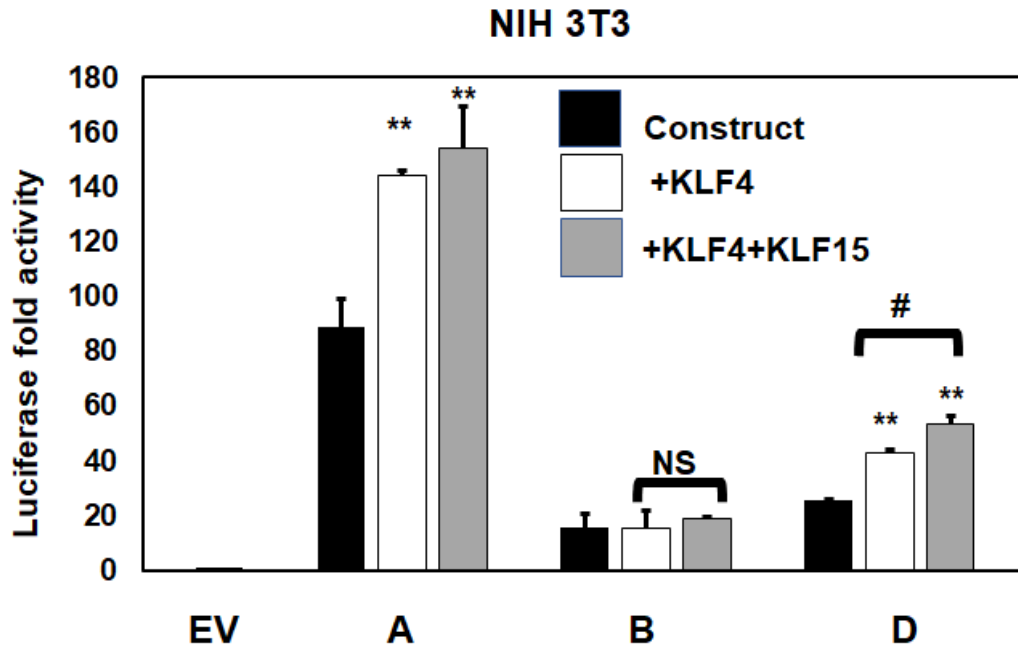 NIH 3T3
Luciferase fold activity
180
160
140
120
100
80
60
40
20
0
**
**
Construct
+KLF4
+KLF4+KLF15
NS
#
**
**
EV A B D